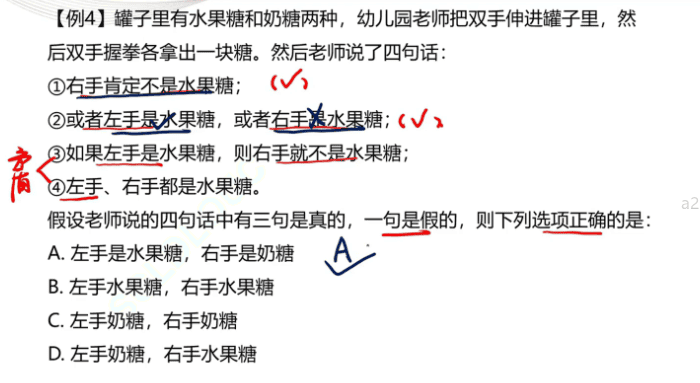 【例4】罐子里有水果糖和奶糖两种，幼儿园老师把双手伸进罐子里，然
后双手握拳各拿出一块糖。然后老师说了四句话：
①右手肯定不是水果糖； (√)
②或者左手是水果糖，或者右手是水果糖； (√)
矛盾
③如果左手是水果糖，则右手就不是水果糖；
④左手、右手都是水果糖。
a2
假设老师说的四句话中有三句是真的，一句是假的，则下列选项正确的是：
A. 左手是水果糖，右手是奶糖 A
B. 左手水果糖，右手水果糖
C. 左手奶糖，右手奶糖
D. 左手奶糖，右手水果糖